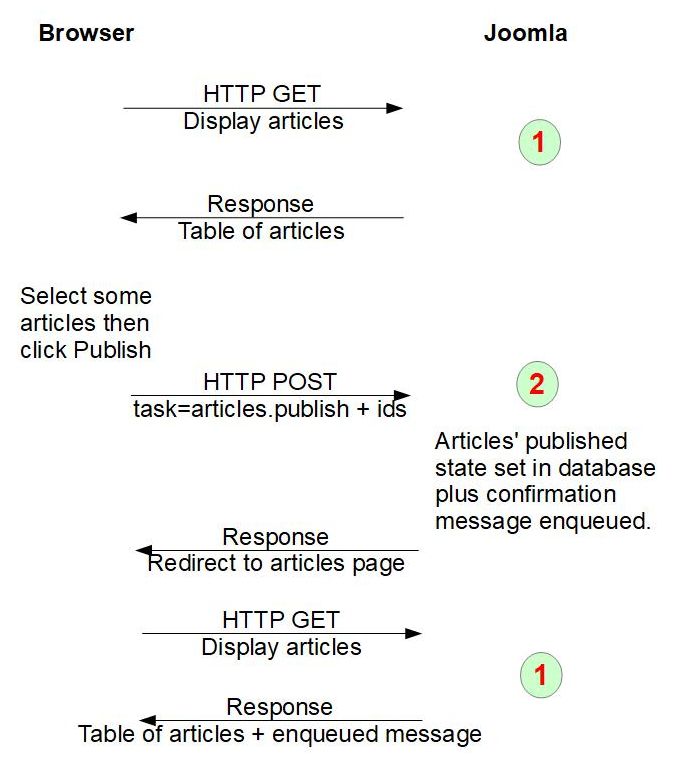 Browser
Joomla
HTTP GET
Display articles
1
Response
Table of articles
Select some
articles then
click Publish
HTTP POST
task=articles.publish + ids
2
Articles' published
state set in database
plus confirmation
message enqueued.
Response
Redirect to articles page
HTTP GET
Display articles
1
Response
Table of articles + enqueued message